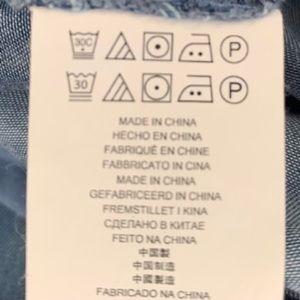 30C P
30 P
MADE IN CHINA
HECHO EN CHINA
FABRIQUÉ EN CHINE
FABBRICATO IN CINA
MADE IN CHINA
GEFABRICEERD IN CHINA
FREMSTILLET I KINA
СДЕЛАНО В КИТАЕ
FEITO NA CHINA
中国製
中国制造
中國製造
FABRICADO NA CHINA